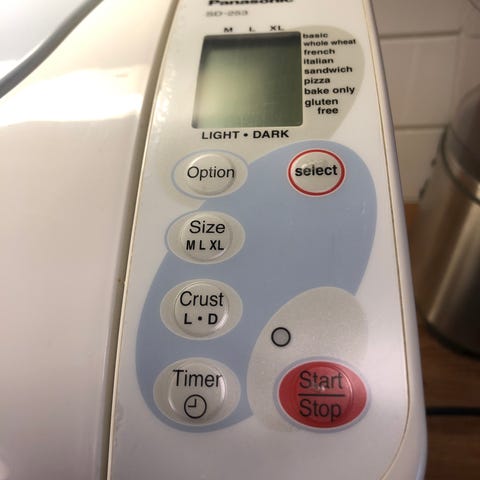 Panasonic
SD-253
M L XL
basic
whole wheat
french
italian
sandwich
pizza
bake only
gluten
free
LIGHT • DARK
Option
select
Size
M L XL
Crust
L • D
Timer
Start
Stop